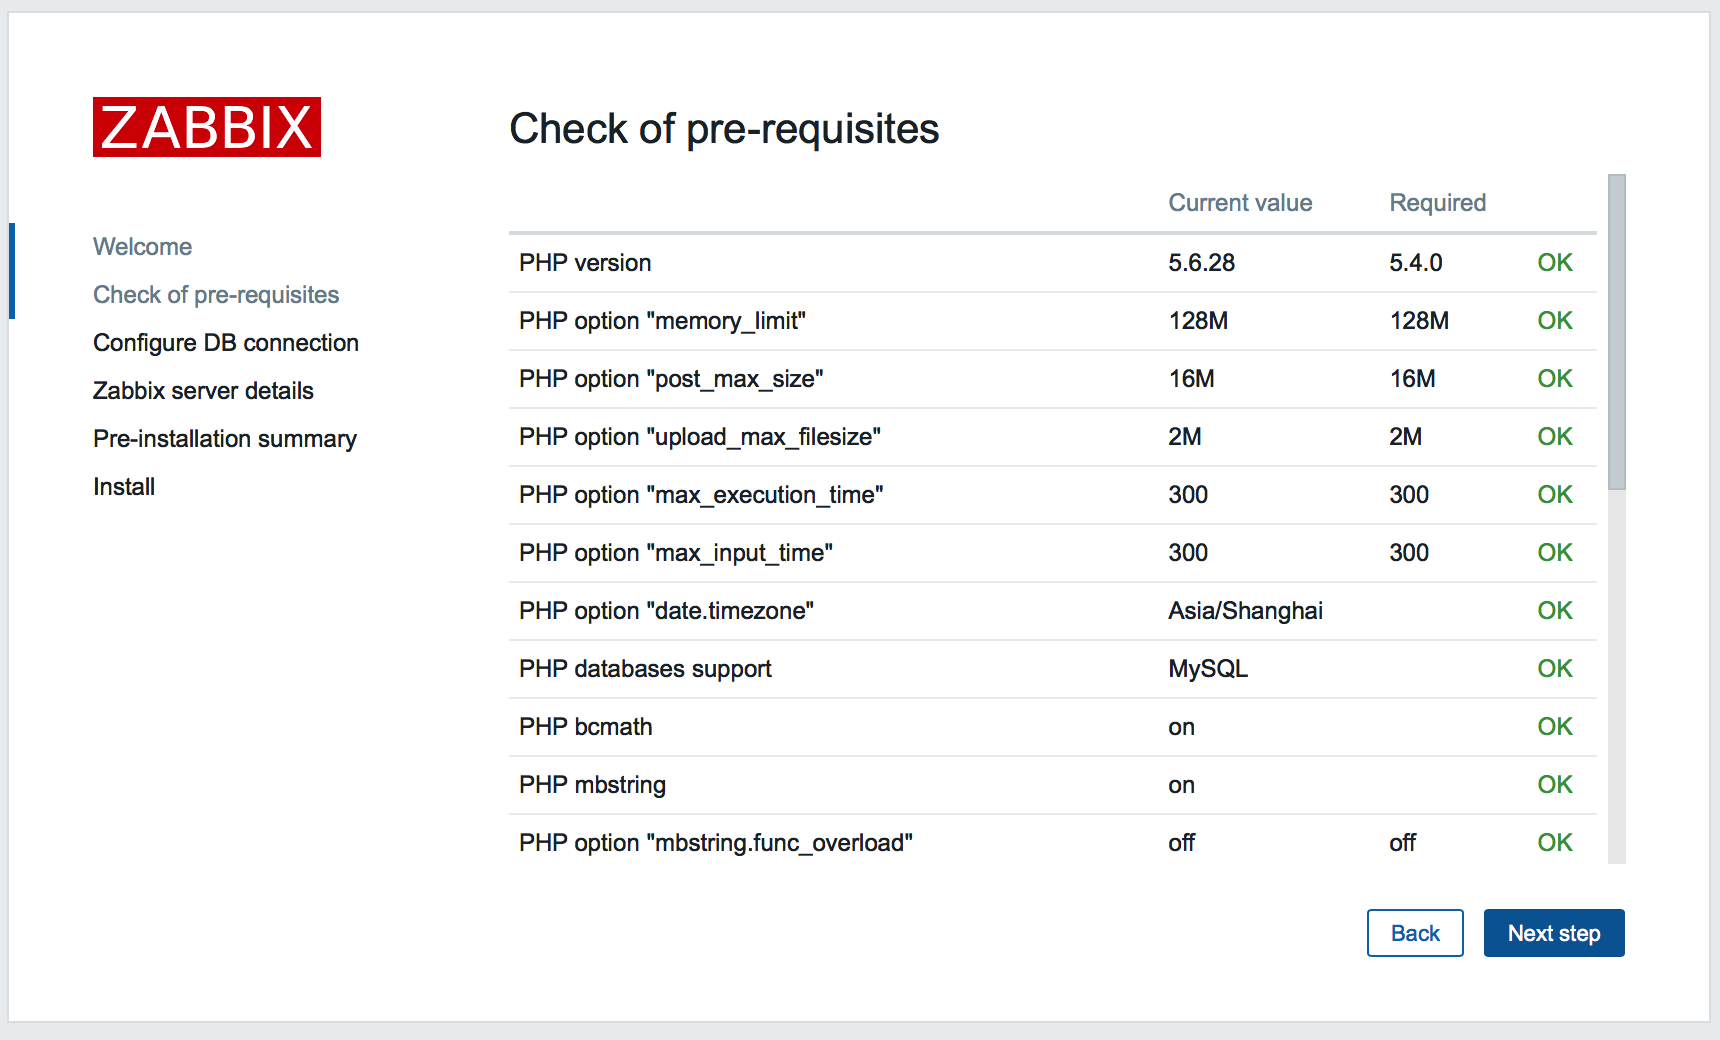 ZABBIX
Welcome
Check of pre-requisites
Configure DB connection
Zabbix server details
Pre-installation summary
Install
Check of pre-requisites
Current value Required
PHP version 5.6.28 5.4.0 OK
PHP option "memory_limit" 128M 128M OK
PHP option "post_max_size" 16M 16M OK
PHP option "upload_max_filesize" 2M 2M OK
PHP option "max_execution_time" 300 300 OK
PHP option "max_input_time" 300 300 OK
PHP option "date.timezone" Asia/Shanghai OK
PHP databases support MySQL OK
PHP bcmath on OK
PHP mbstring on OK
PHP option "mbstring.func_overload" off off OK
Back Next step